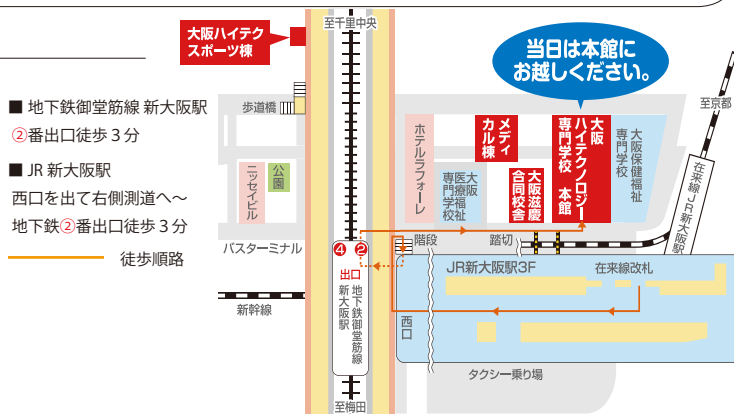 大阪ハイテク
スポーツ棟
至千里中央
当日は本館に
お越しください。
■ 地下鉄御堂筋線 新大阪駅
②番出口徒歩3分
■ JR 新大阪駅
西口を出て右側測道へ〜
地下鉄②番出口徒歩3分
徒歩順路
歩道橋
ニッセイビル
公園
バスターミナル
新幹線
ホテルラフォーレ
大阪
医療福祉
専門学校
メディ
カル棟
大阪滋慶
合同校舎
大阪
ハイテクノロジー
専門学校 本館
大阪保健福祉
専門学校
至京都
在来線JR新大阪駅
④
②
出口
地下鉄御堂筋線
新大阪駅
階段
踏切
JR新大阪駅3F
在来線改札
西口
タクシー乗り場
至梅田